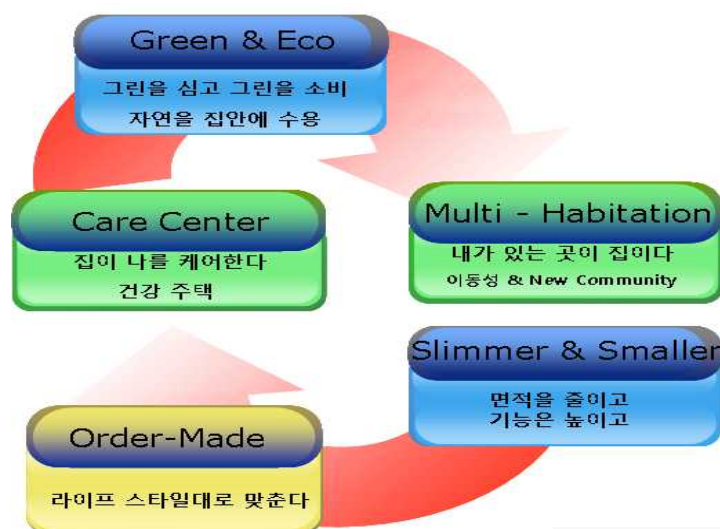 Green & Eco
그린을 심고 그린을 소비
자연을 집안에 수용
Care Center
집이 나를 케어한다
건강 주택
Multi - Habitation
내가 있는 곳이 집이다
이동성 & New Community
Slimmer & Smaller
면적을 줄이고
기능은 높이고
Order-Made
라이프 스타일대로 맞춘다